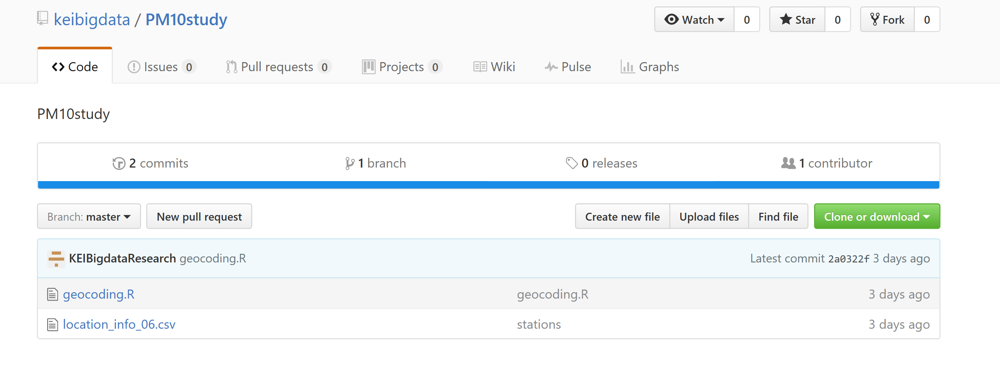 keibigdata / PM10study Watch 0 Star 0 Fork 0
Code Issues 0 Pull requests 0 Projects 0 Wiki Pulse Graphs
PM10study
2 commits 1 branch 0 releases 1 contributor
Branch: master New pull request Create new file Upload files Find file Clone or download
KEIBigdataResearch geocoding.R Latest commit 2a0322f 3 days ago
geocoding.R geocoding.R 3 days ago
location_info_06.csv stations 3 days ago